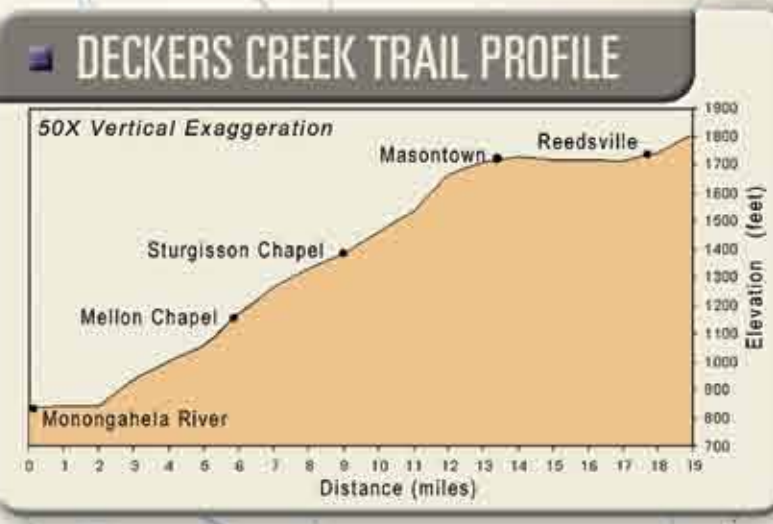 DECKERS CREEK TRAIL PROFILE
50X Vertical Exaggeration
Masontown
Reedsville
Sturgisson Chapel
Mellon Chapel
Monongahela River
1900
1800
1700
1600
1500
1400
1300
1200
1100
1000
900
800
700
Elevation (feet)
0 1 2 3 4 5 6 7 8 9 10 11 12 13 14 15 16 17 18 19
Distance (miles)